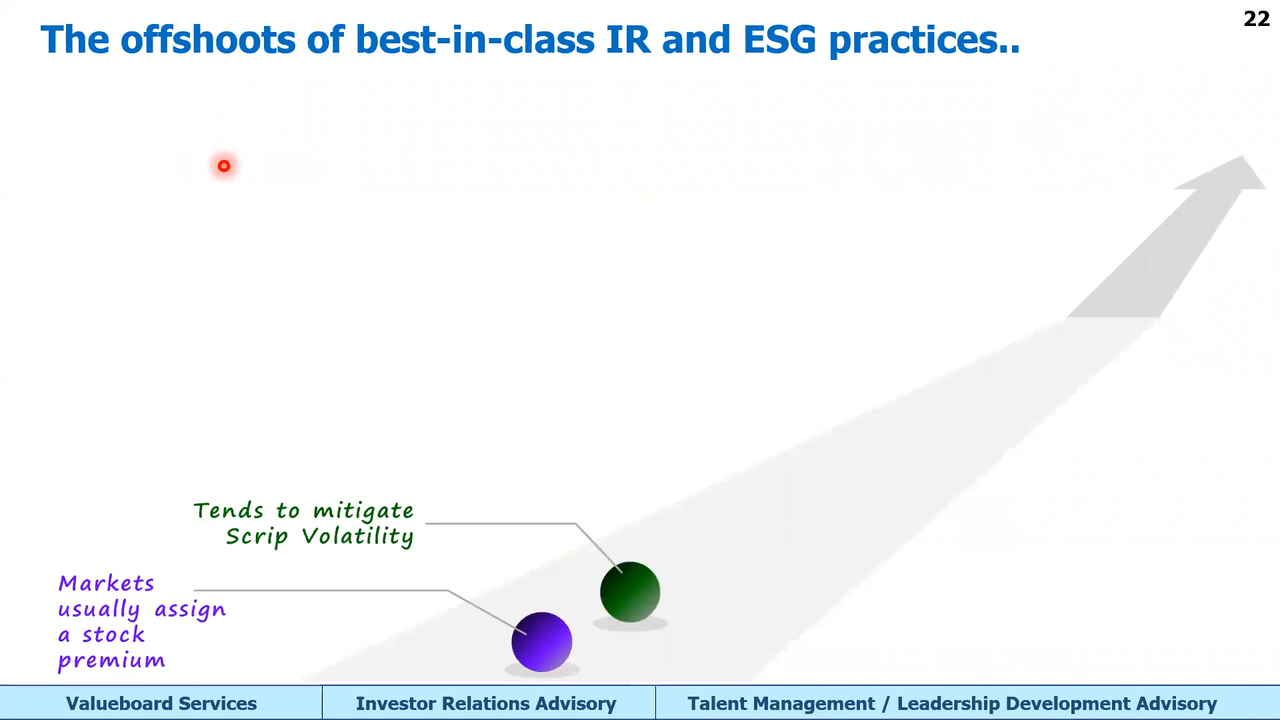 The offshoots of best-in-class IR and ESG practices..
22
Tends to mitigate
Scrip Volatility
Markets
usually assign
a stock
premium
Valueboard Services
Investor Relations Advisory
Talent Management / Leadership Development Advisory